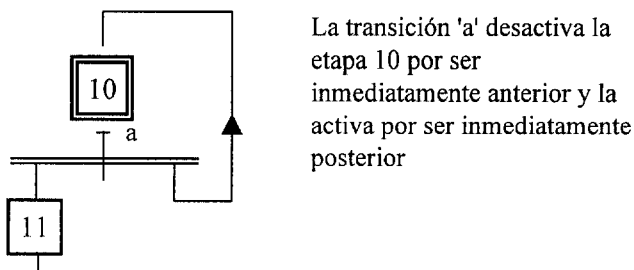 10
a
11
La transición 'a' desactiva la
etapa 10 por ser
inmediatamente anterior y la
activa por ser inmediatamente
posterior